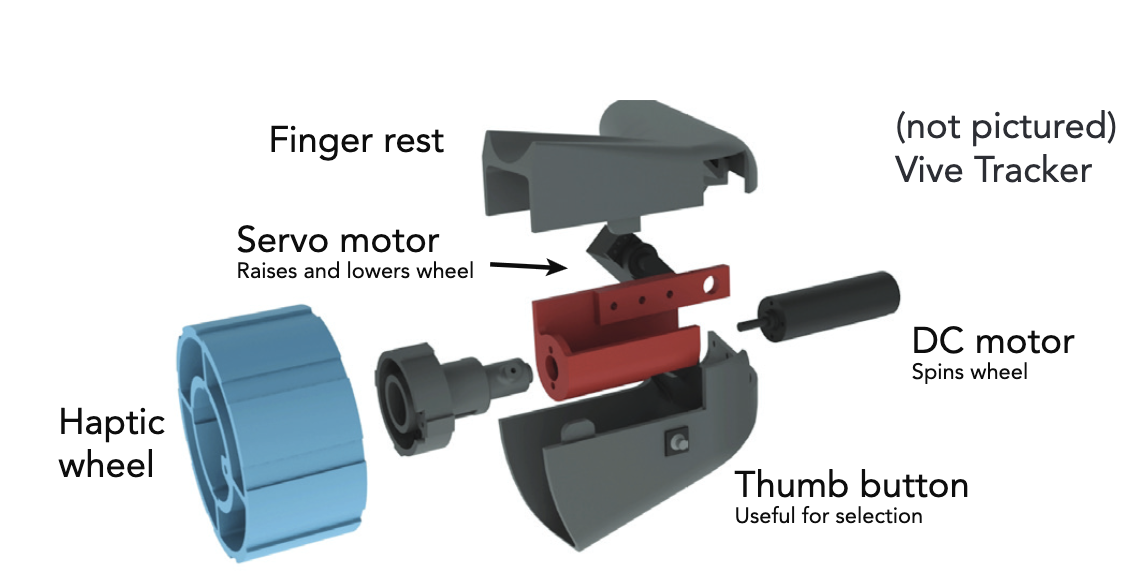 Finger rest
(not pictured)
Vive Tracker
Servo motor
Raises and lowers wheel
DC motor
Spins wheel
Haptic
wheel
Thumb button
Useful for selection